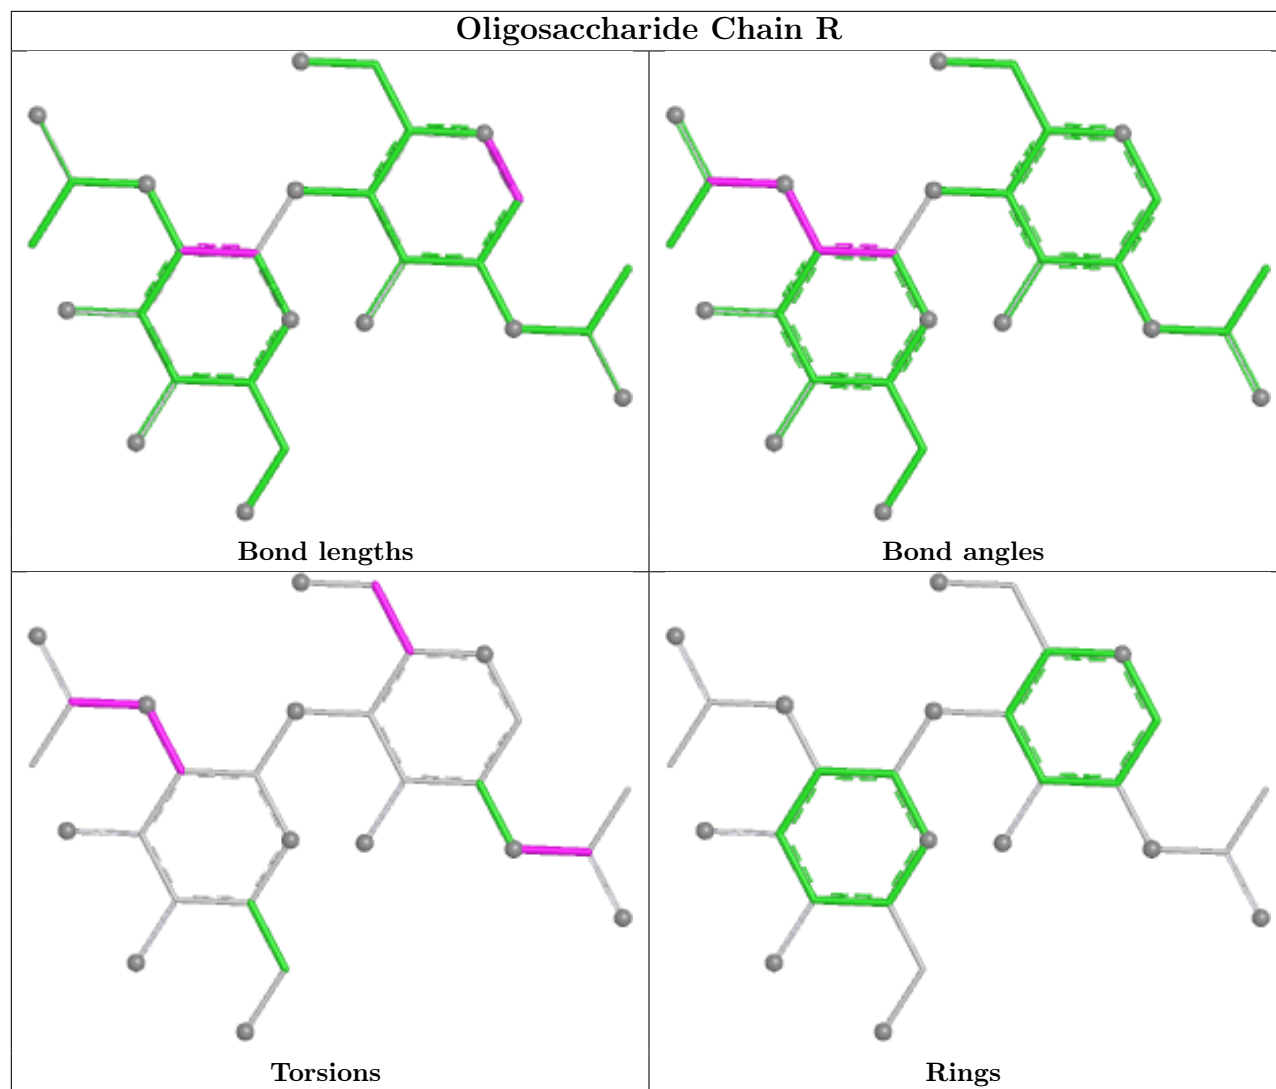 Oligosaccharide Chain R
Bond lengths
Bond angles
Torsions
Rings